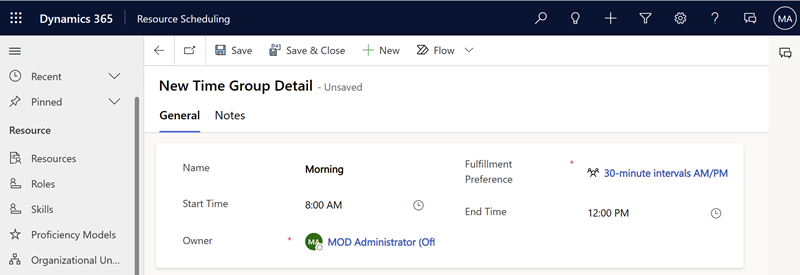 Dynamics 365 Resource Scheduling MA
Save Save & Close New Flow
Recent
Pinned
Resource
Resources
Roles
Skills
Proficiency Models
Organizational Un...
New Time Group Detail - Unsaved
General Notes
Name Morning
Fulfillment Preference * 30-minute intervals AM/PM
Start Time 8:00 AM
End Time 12:00 PM
Owner * MA MOD Administrator (Ofl